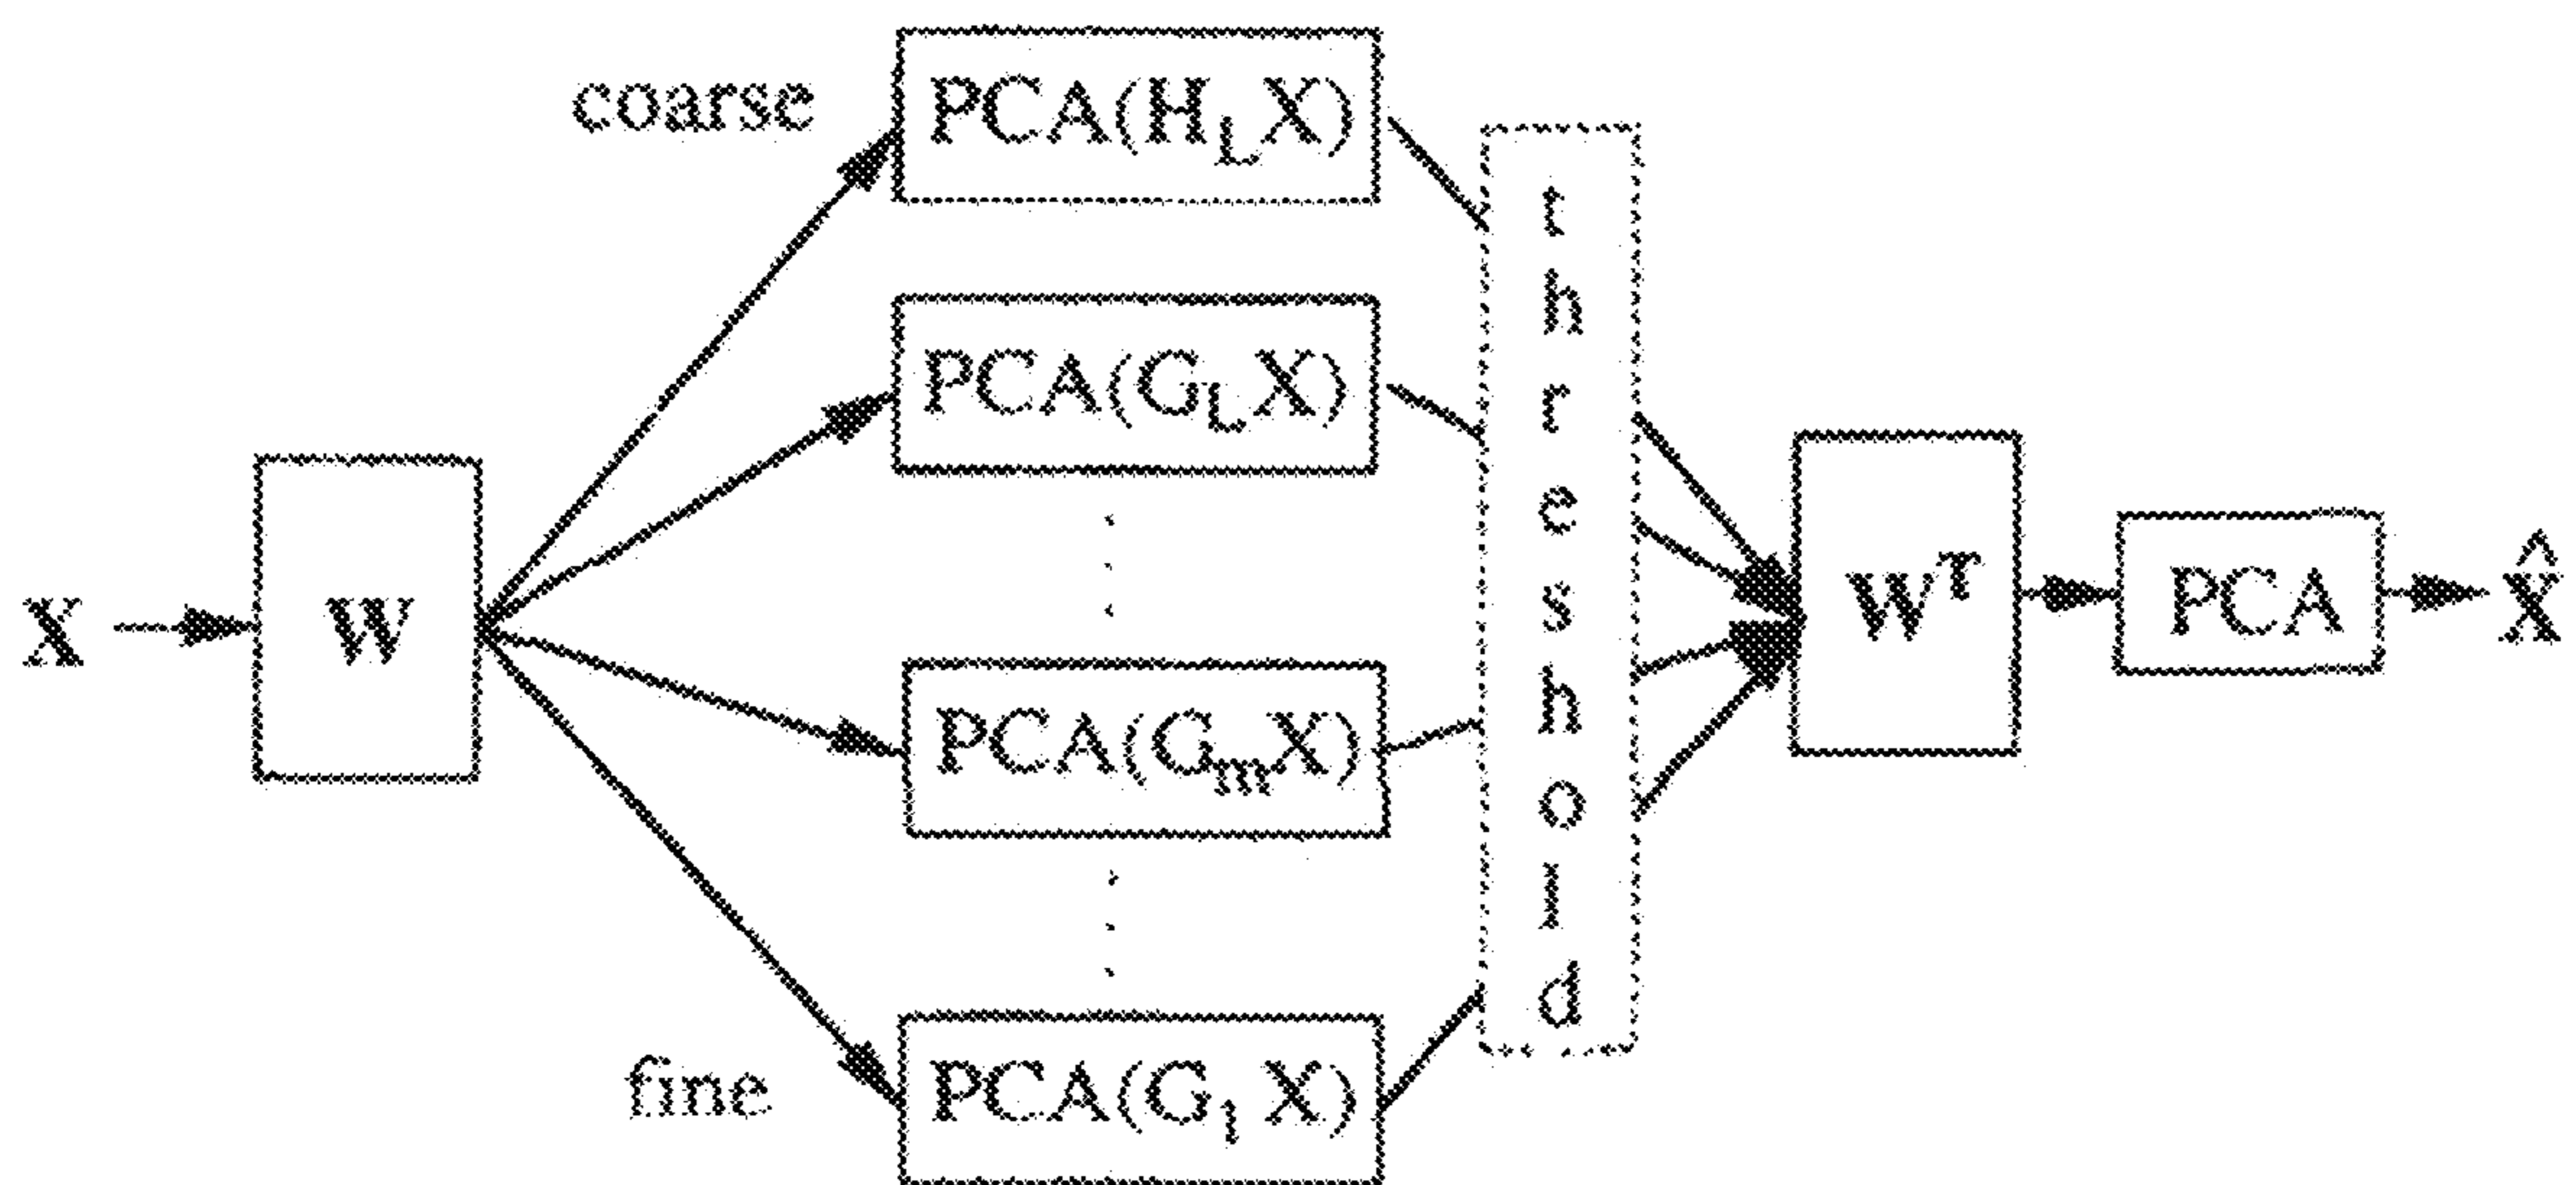 coarse
PCA(H_L X)
PCA(G_L X)
X
W
PCA(G_m X)
fine
PCA(G_1 X)
threshold
W^T
PCA
X̂